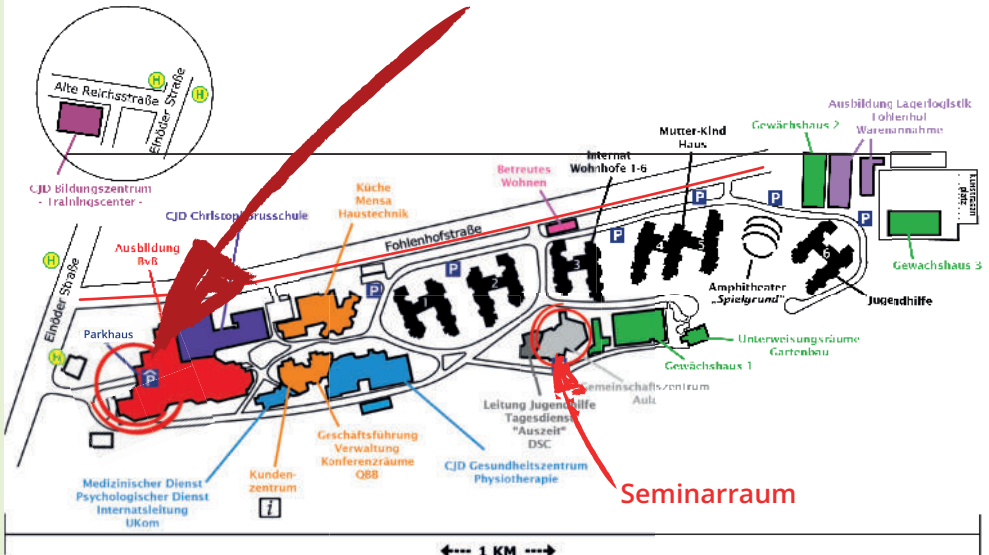 H
H
Alte Reichsstraße
Einöder Straße
CJD Bildungszentrum
- Trainingscenter -
Ausbildung
BvB
Küche
Mensa
Haustechnik
Betreutes
Wohnen
Internat
Wohnhöfe 1-6
Mutter-Kind
Haus
Gewächshaus 2
Ausbildung Lagerlogistik
Fohlenhof
Warenannahme
platz
Gewächshaus 3
Fohlenhofstraße
P
P
P
P
P
P
1
2
3
4
5
6
Amphitheater
„Spielgrund"
Jugendhilfe
H
Einöder Straße
H
Parkhaus
P
Unterweisungsräume
Gartenbau
Gewächshaus 1
Gemeinschaftszentrum
Aula
Leitung Jugendhilfe
Tagesdienst
"Auszeit"
DSC
Geschäftsführung
Verwaltung
Konferenzräume
QBB
CJD Gesundheitszentrum
Physiotherapie
Kunden-
zentrum
i
Medizinischer Dienst
Psychologischer Dienst
Internatsleitung
UKom
Seminarraum
1 KM